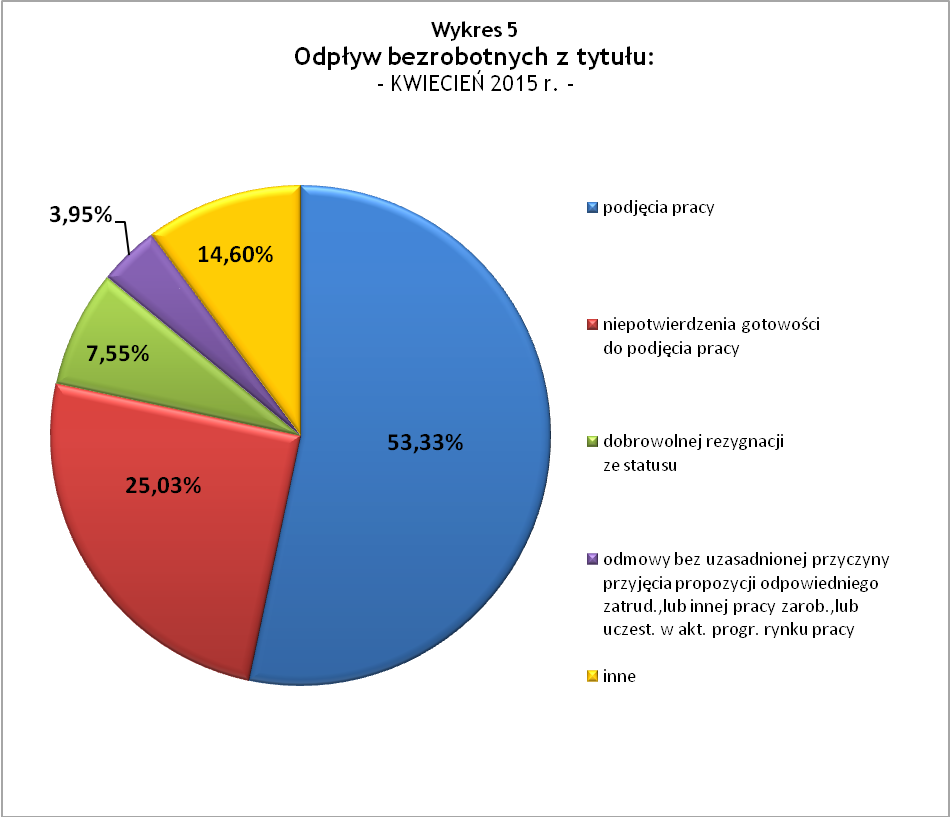 Wykres 5
Odpływ bezrobotnych z tytułu:
- KWIECIEŃ 2015 r. -
3,95%
14,60%
7,55%
53,33%
25,03%
podjęcia pracy
niepotwierdzenia gotowości
do podjęcia pracy
dobrowolnej rezygnacji
ze statusu
odmowy bez uzasadnionej przyczyny
przyjęcia propozycji odpowiedniego
zatrud.,lub innej pracy zarob.,lub
uczest. w akt. progr. rynku pracy
inne